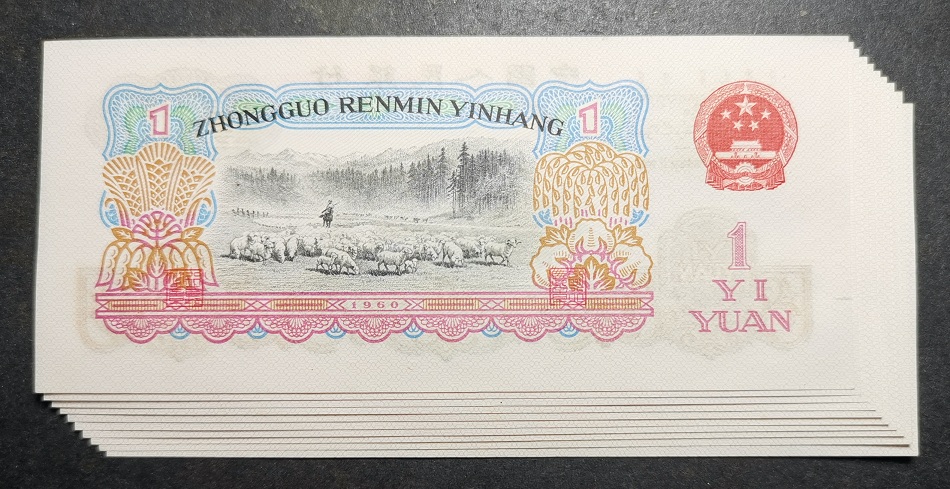 1
ZHONGGUO RENMIN YINHANG
1
1960
1
YI
YUAN